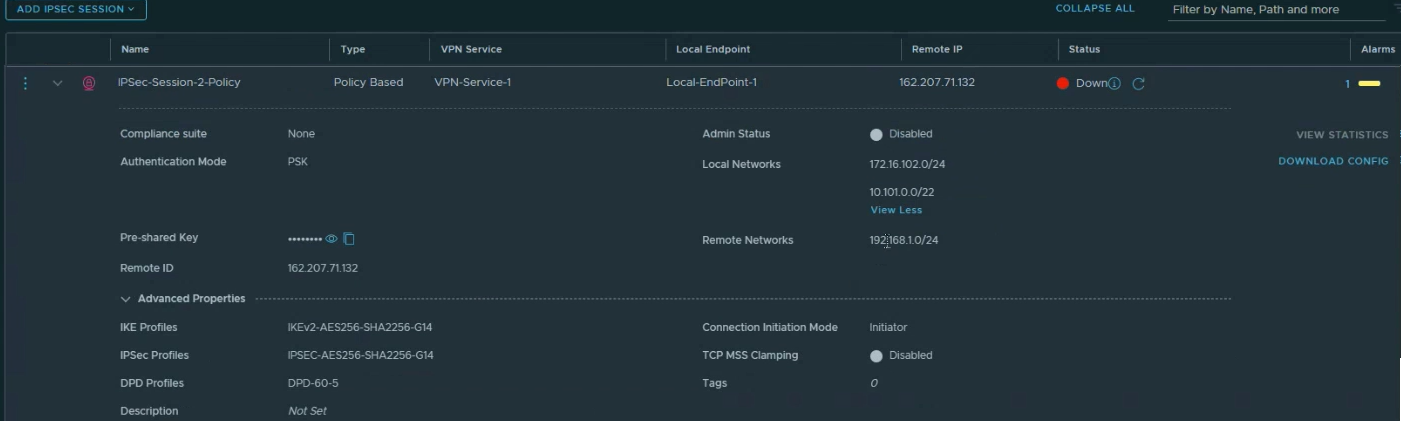 ADD IPSEC SESSION
COLLAPSE ALL
Filter by Name, Path and more
Name Type VPN Service Local Endpoint Remote IP Status Alarms
IPSec-Session-2-Policy Policy Based VPN-Service-1 Local-EndPoint-1 162.207.71.132 Down 1
Compliance suite None Admin Status Disabled VIEW STATISTICS
Authentication Mode PSK Local Networks 172.16.102.0/24 DOWNLOAD CONFIG
10.101.0.0/22
View Less
Pre-shared Key •••••••• Remote Networks 192.168.1.0/24
Remote ID 162.207.71.132
Advanced Properties
IKE Profiles IKEv2-AES256-SHA2256-G14 Connection Initiation Mode Initiator
IPSec Profiles IPSEC-AES256-SHA2256-G14 TCP MSS Clamping Disabled
DPD Profiles DPD-60-5 Tags 0
Description Not Set